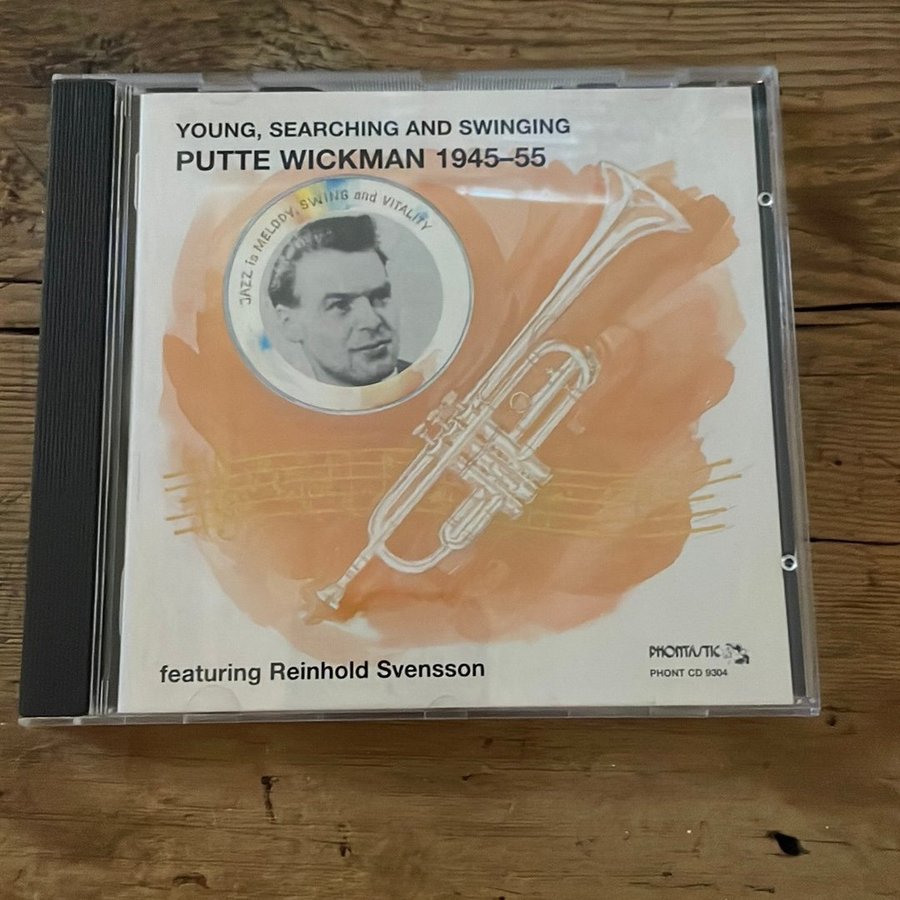 YOUNG, SEARCHING AND SWINGING
PUTTE WICKMAN 1945–55
JAZZ is MELODY, SWING and VITALITY
featuring Reinhold Svensson
PHONTASTIC
PHONT CD 9304